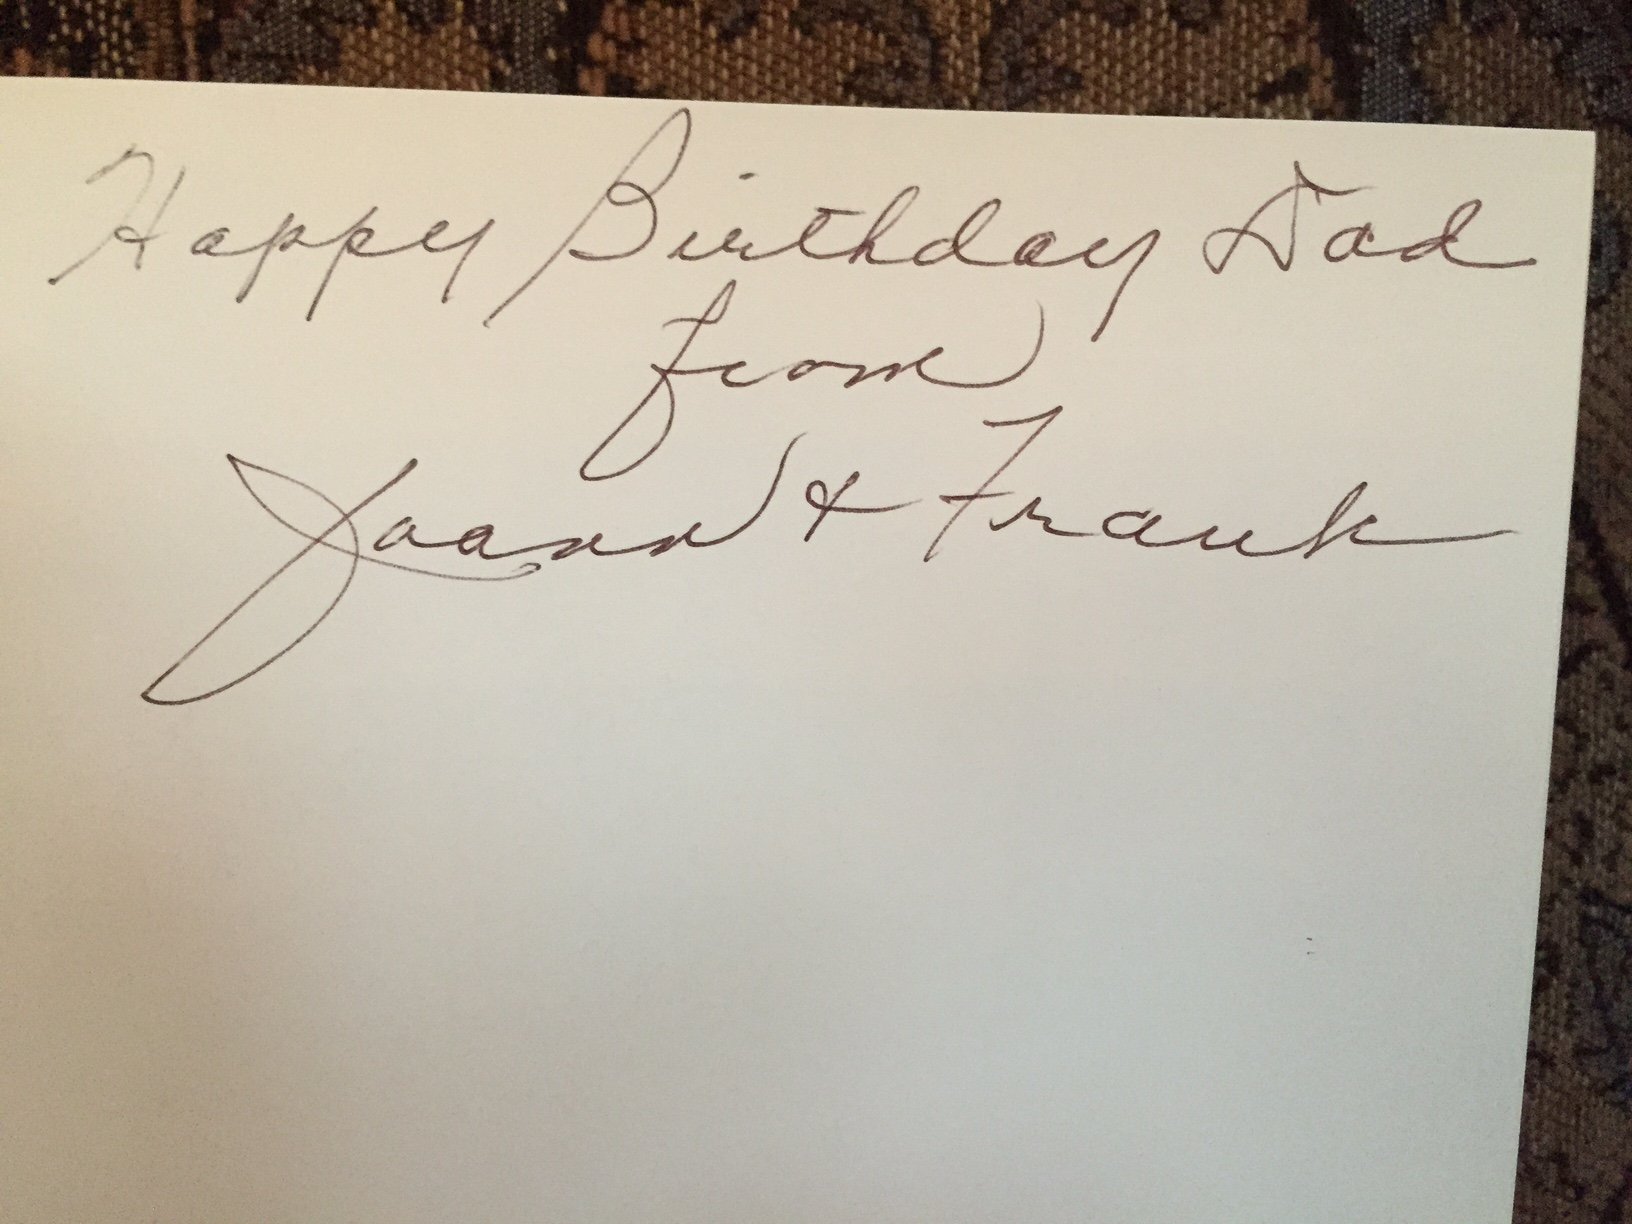 Happy Birthday Dad
from
Joann & Frank